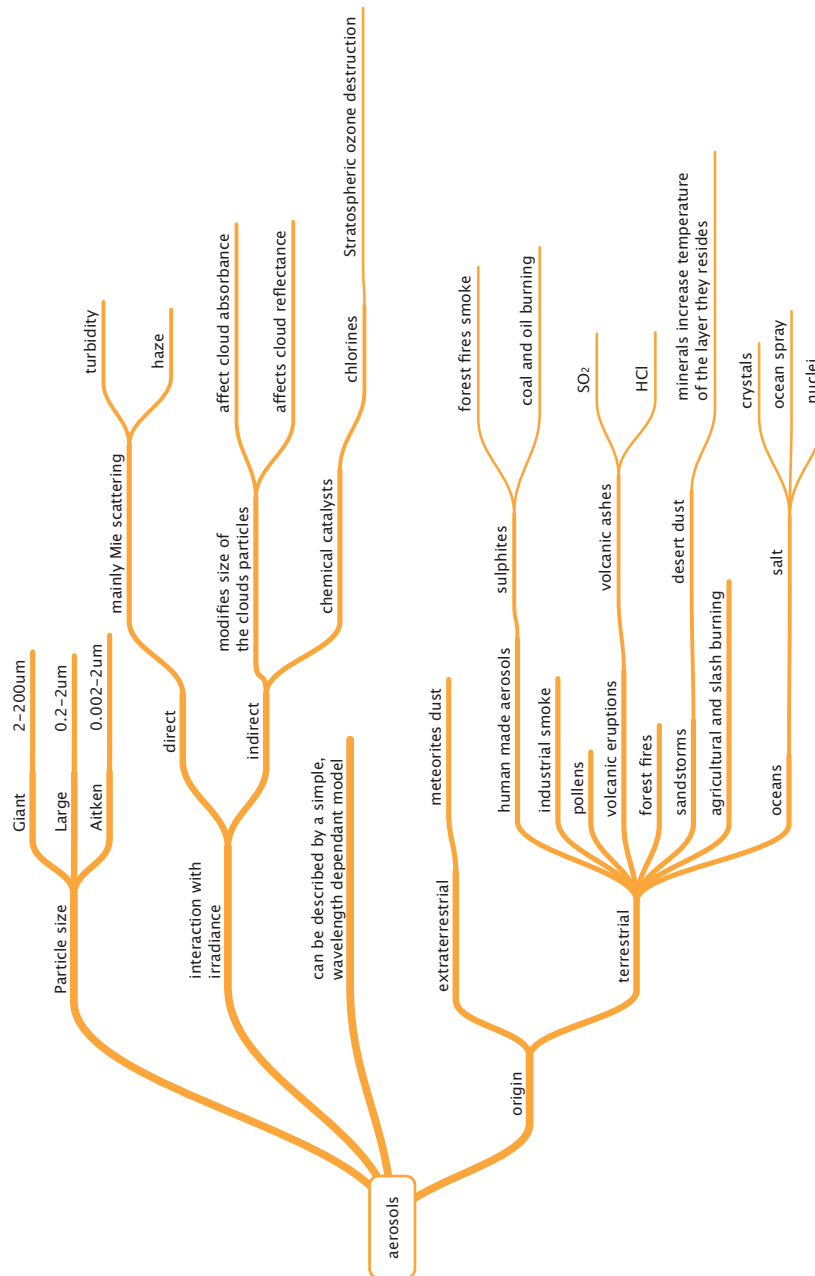 aerosols
Particle size
Giant
2-200um
Large
0.2-2um
Aitken
0.002-2um
interaction with
irradiance
direct
mainly Mie scattering
turbidity
haze
indirect
modifies size of
the clouds particles
affect cloud absorbance
affects cloud reflectance
chemical catalysts
chlorines
Stratospheric ozone destruction
can be described by a simple,
wavelength dependant model
origin
extraterrestrial
meteorites dust
terrestrial
human made aerosols
sulphites
forest fires smoke
coal and oil burning
industrial smoke
pollens
volcanic eruptions
volcanic ashes
SO2
HCl
forest fires
sandstorms
desert dust
minerals increase temperature
of the layer they resides
agricultural and slash burning
oceans
salt
crystals
ocean spray
nuclei